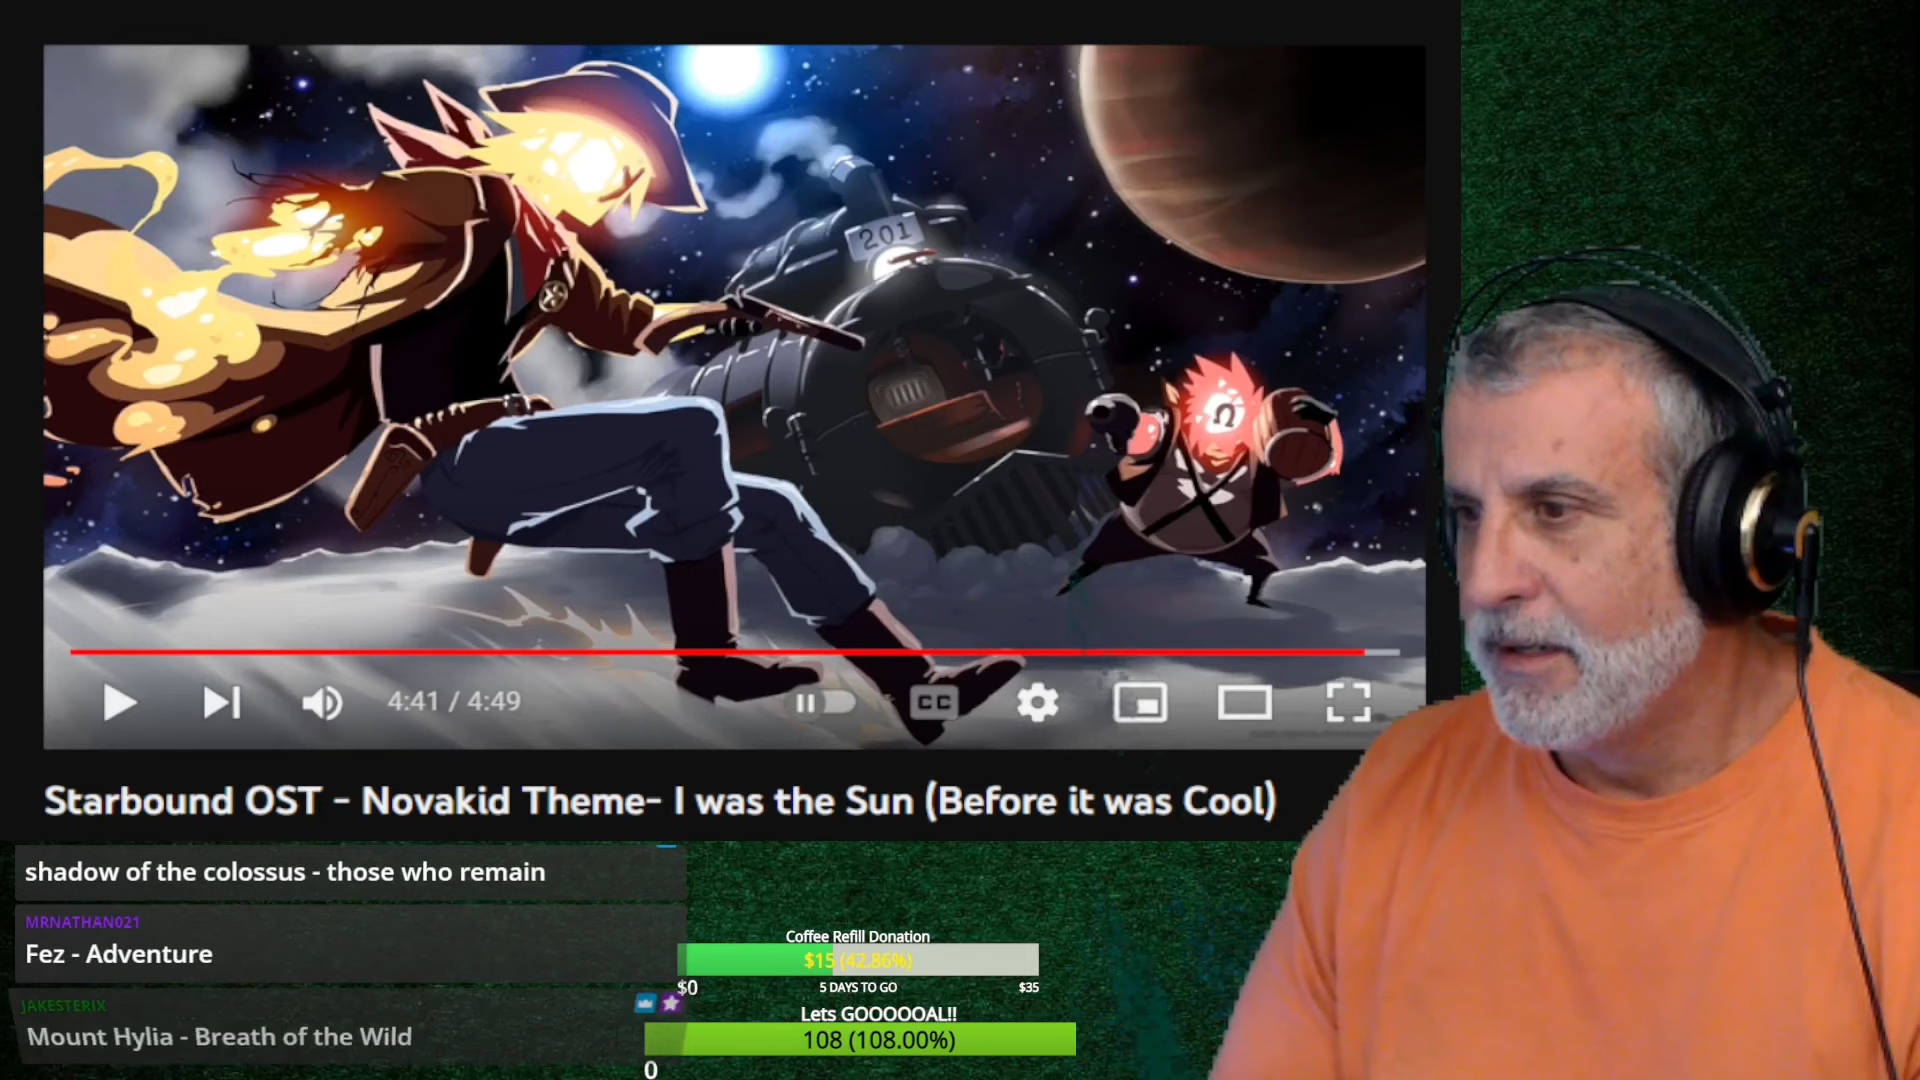 201
Ω
4:41 / 4:49
CC
Starbound OST - Novakid Theme- I was the Sun (Before it was Cool)
shadow of the colossus - those who remain
MRNATHAN021
Fez - Adventure
JAKESTERIX
Mount Hylia - Breath of the Wild
Coffee Refill Donation
$15 (42.86%)
$0 5 DAYS TO GO $35
Lets GOOOOOAL!!
108 (108.00%)
0